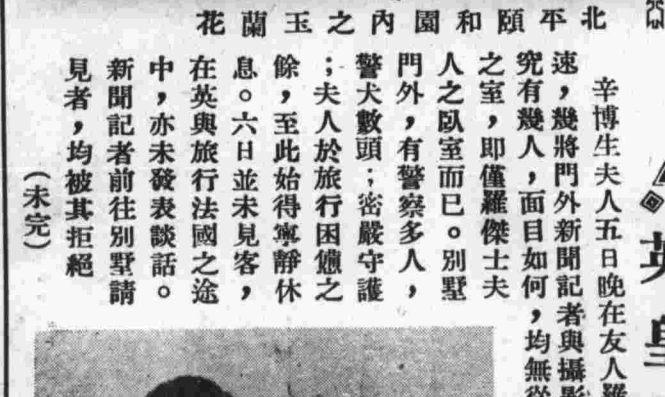 北平頤和園內之玉蘭花
英
辛博生夫人五日晚在友人羅
速，幾將門外新聞記者與攝影
究有幾人，面目如何，均無從
之室，即僅羅傑士夫
人之臥室而已。別墅
門外，有警察多人，
警犬數頭；密嚴守護
；夫人於旅行困憊之
餘，至此始得寧靜休
息。六日並未見客，
在英與旅行法國之途
中，亦未發表談話。
新聞記者前往別墅請
見者，均被其拒絕
（未完）